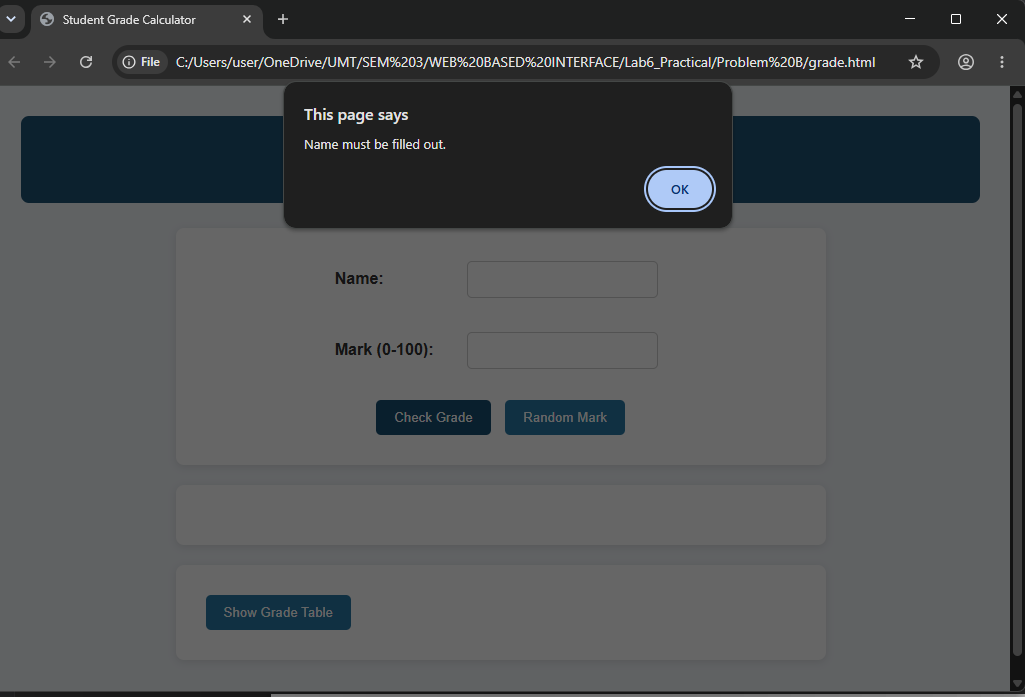 Student Grade Calculator
File C:/Users/user/OneDrive/UMT/SEM%203/WEB%20BASED%20INTERFACE/Lab6_Practical/Problem%20B/grade.html
This page says
Name must be filled out.
OK
Name:
Mark (0-100):
Check Grade Random Mark
Show Grade Table